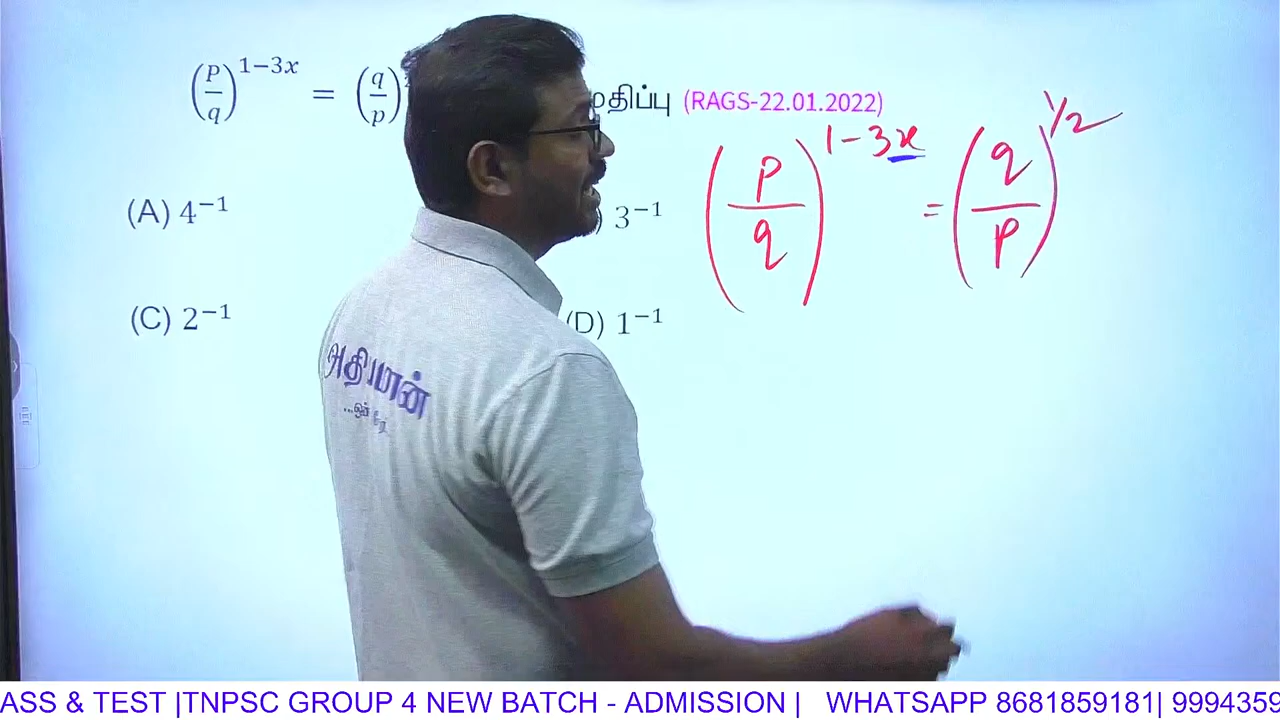 (p/q)^{1−3x} = (q/p) மதிப்பு (RAGS-22.01.2022)
(A) 4⁻¹
3⁻¹
(C) 2⁻¹
(D) 1⁻¹
(p/q)^{1-3x} = (q/p)^{1/2}
அதியமான்
ASS & TEST |TNPSC GROUP 4 NEW BATCH - ADMISSION | WHATSAPP 8681859181| 9994359